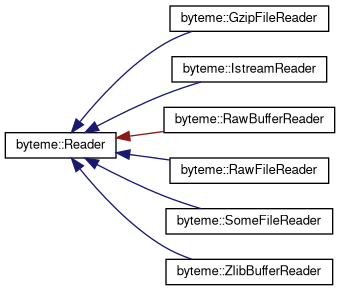 byteme::GzipFileReader
byteme::IstreamReader
byteme::RawBufferReader
byteme::Reader
byteme::RawFileReader
byteme::SomeFileReader
byteme::ZlibBufferReader